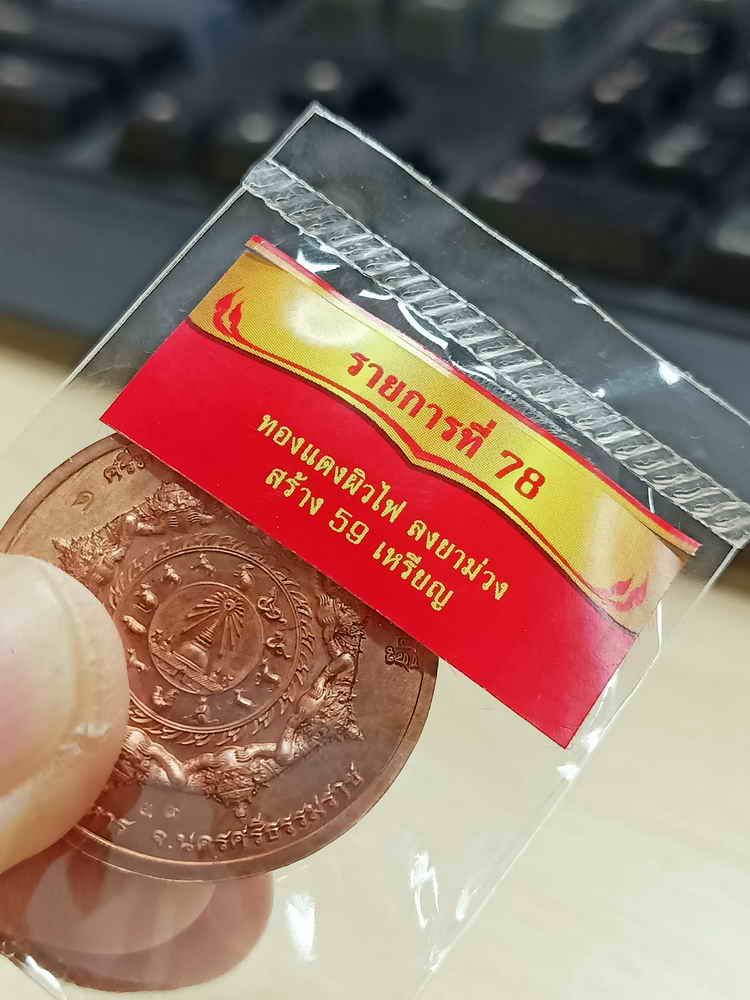 รายการที่ 78
ทองแดงผิวไฟ ลงยาม่วง
สร้าง 59 เหรียญ
จ.นครศรีธรรมราช